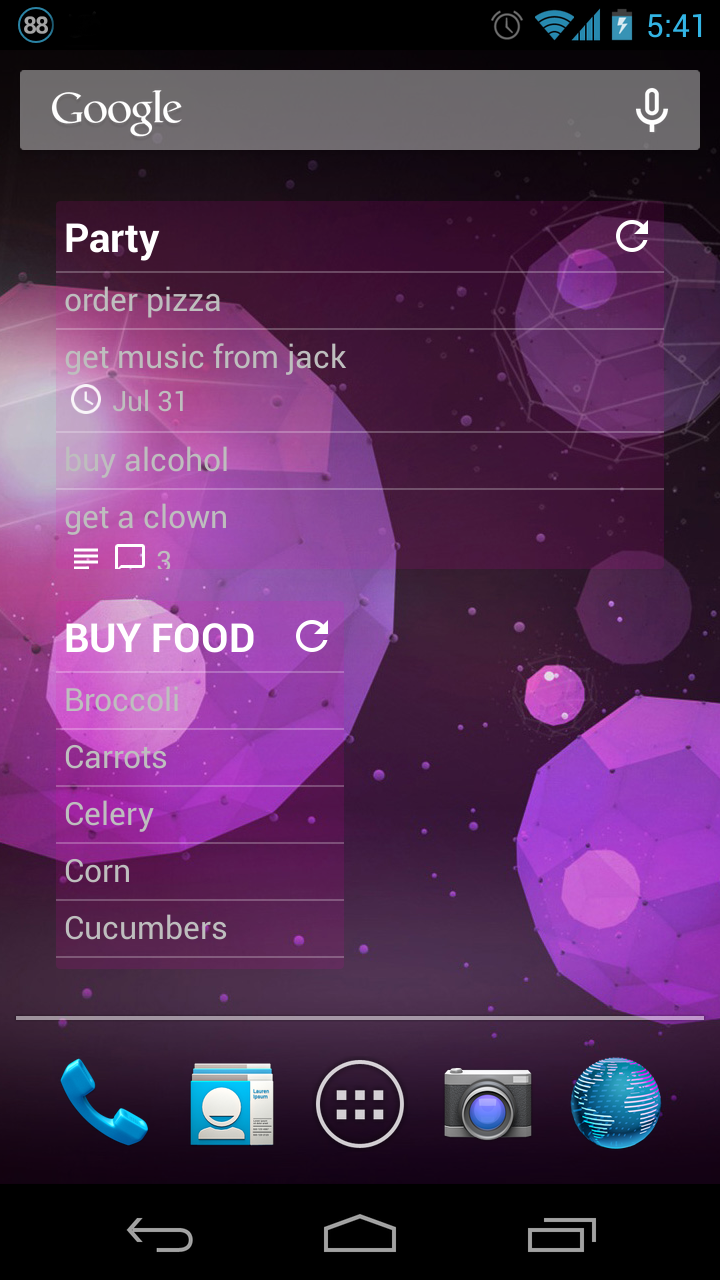 88
5:41
Google
Party
order pizza
get music from jack
Jul 31
buy alcohol
get a clown
3
BUY FOOD
Broccoli
Carrots
Celery
Corn
Cucumbers
Lauren
Ipsum